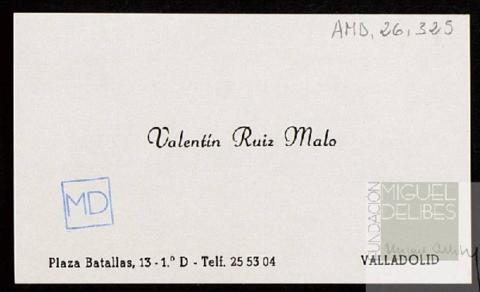 AMD, 26, 325
Valentín Ruiz Malo
MD
FUNDACIÓN
MIGUEL
DELIBES
Plaza Batallas, 13 - 1.º D - Telf. 25 53 04
VALLADOLID